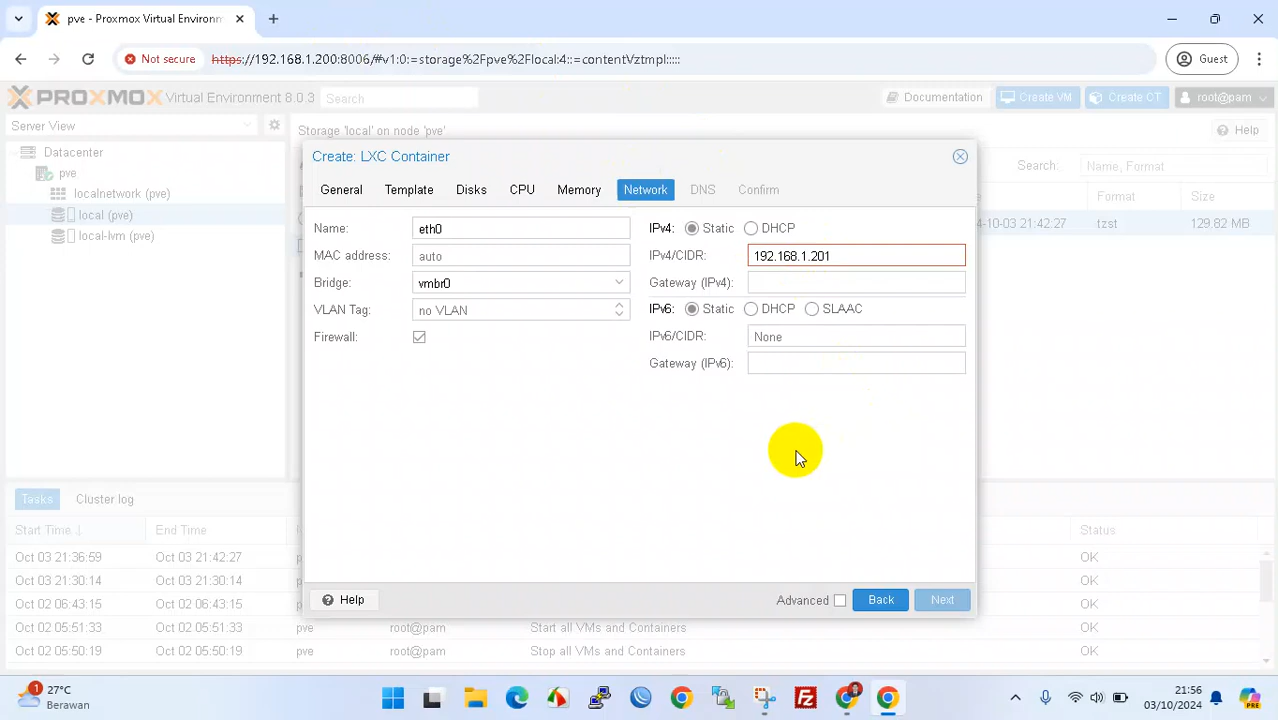 pve - Proxmox Virtual Environm
Not secure https://192.168.1.200:8006/#v1:0:=storage%2Fpve%2Flocal:4::=contentVztmpl:::::
Guest
PROXMOX Virtual Environment 8.0.3 Search
Documentation Create VM Create CT root@pam
Server View
Storage 'local' on node 'pve'
Help
Datacenter
pve
localnetwork (pve)
local (pve)
local-lvm (pve)
Search: Name, Format
Format Size
4-10-03 21:42:27 tzst 129.82 MB
Create: LXC Container
General Template Disks CPU Memory Network DNS Confirm
Name: eth0
MAC address: auto
Bridge: vmbr0
VLAN Tag: no VLAN
Firewall:
IPv4: Static DHCP
IPv4/CIDR: 192.168.1.201
Gateway (IPv4):
IPv6: Static DHCP SLAAC
IPv6/CIDR: None
Gateway (IPv6):
Help
Advanced Back Next
Tasks Cluster log
Start Time End Time Status
Oct 03 21:36:59 Oct 03 21:42:27 pve OK
Oct 03 21:30:14 Oct 03 21:30:14 OK
Oct 02 06:43:15 Oct 02 06:43:15 OK
Oct 02 05:51:33 Oct 02 05:51:33 pve root@pam Start all VMs and Containers OK
Oct 02 05:50:19 Oct 02 05:50:19 pve root@pam Stop all VMs and Containers OK
1
27°C
Berawan
21:56
03/10/2024
PRE